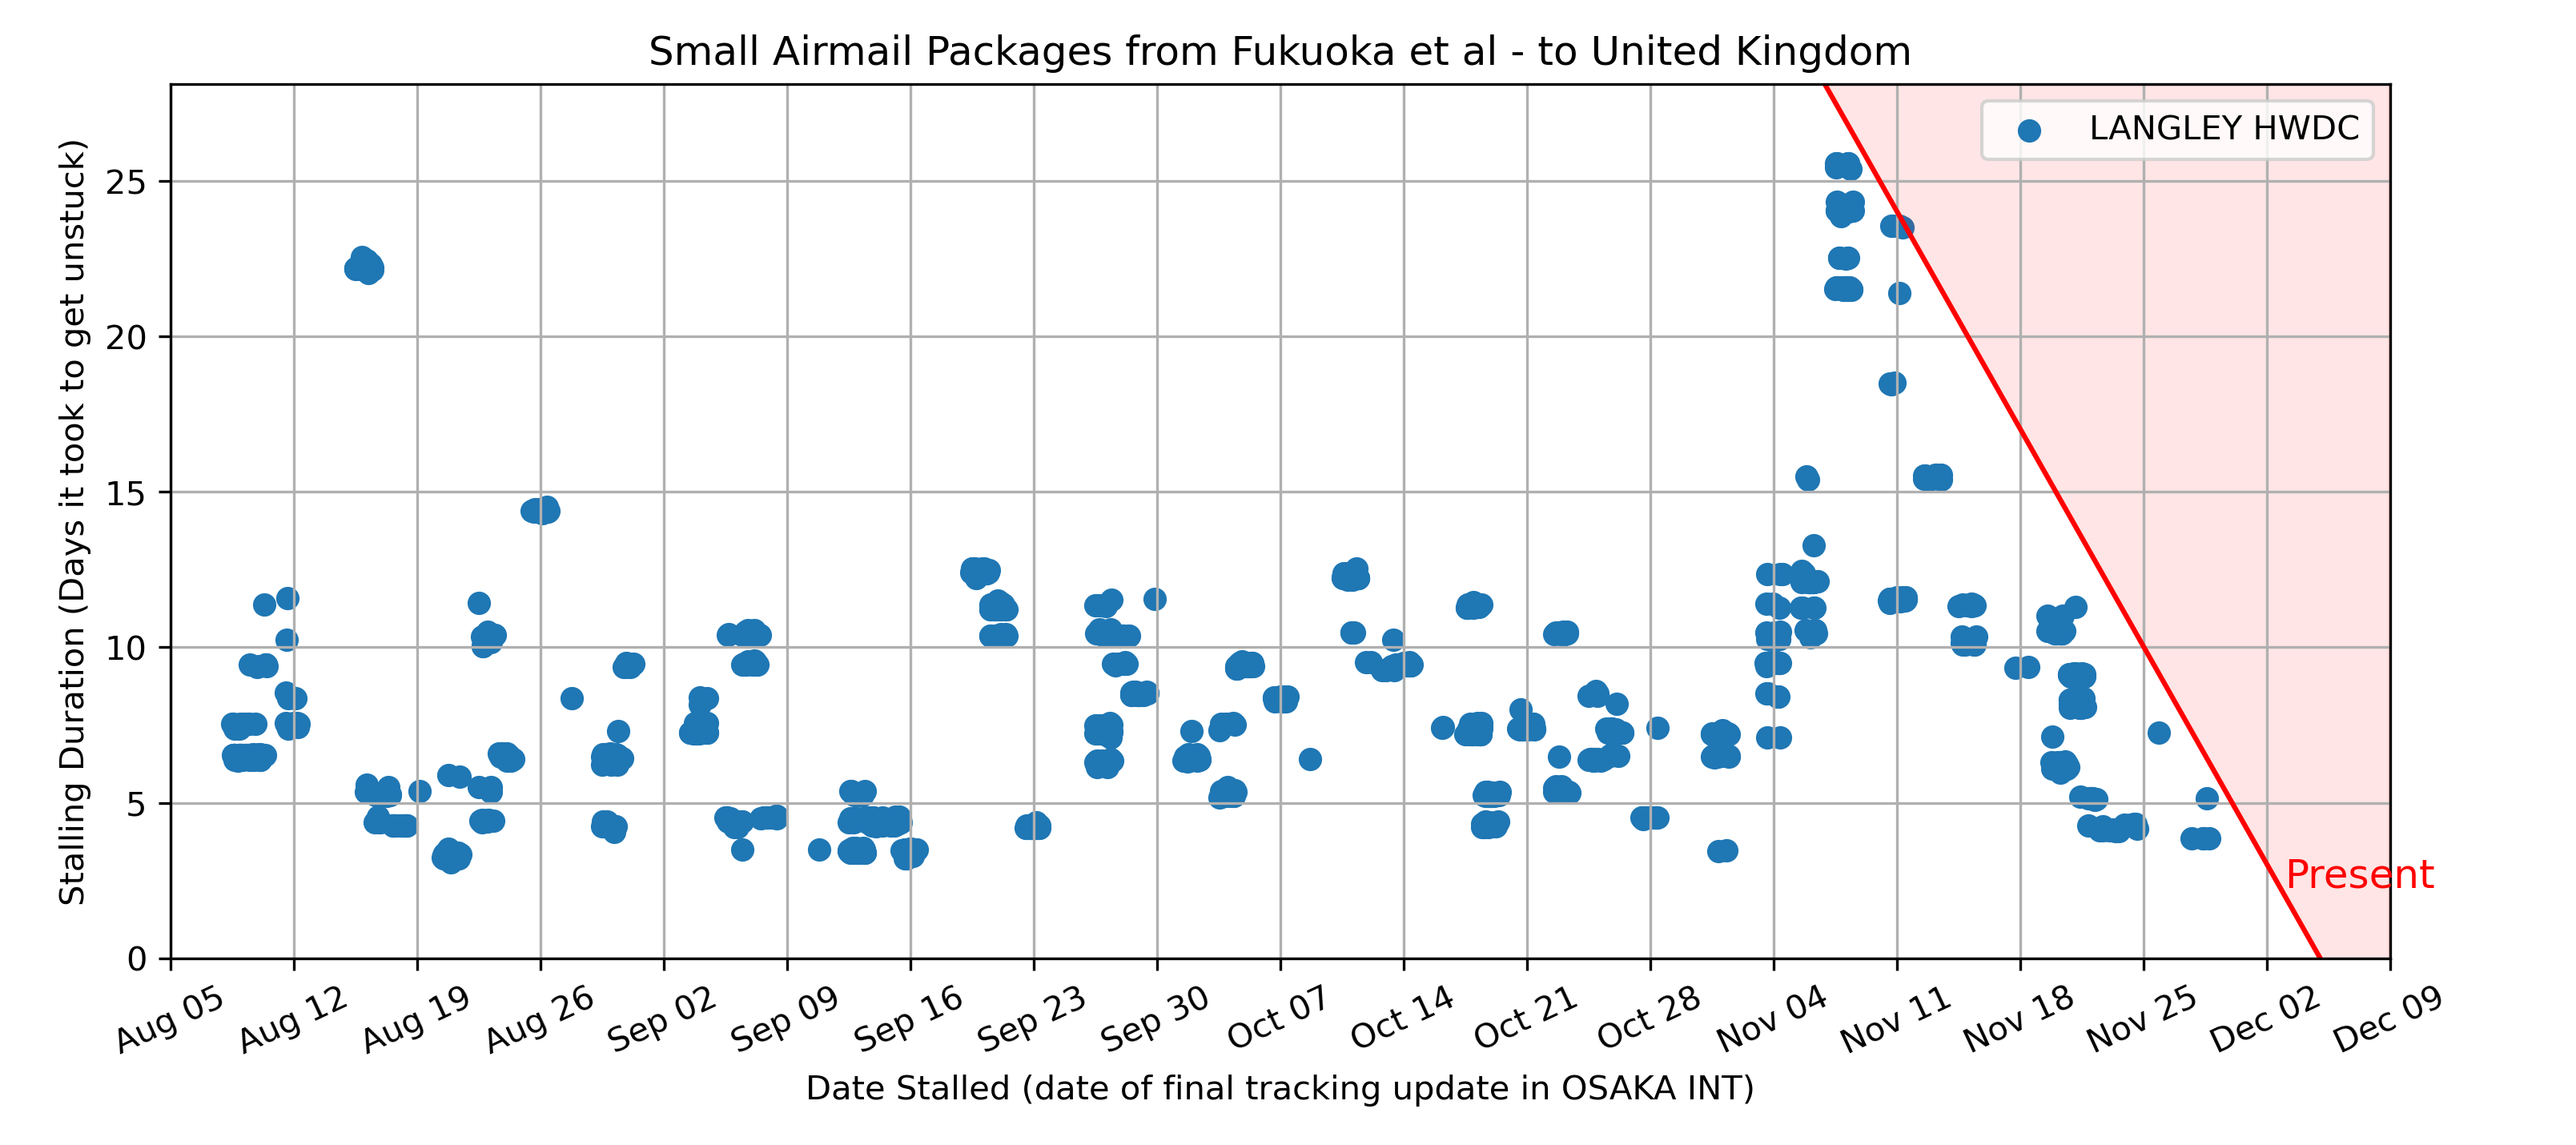 Small Airmail Packages from Fukuoka et al - to United Kingdom
LANGLEY HWDC
Stalling Duration (Days it took to get unstuck)
25
20
15
10
5
0
Present
Aug 05
Aug 12
Aug 19
Aug 26
Sep 02
Sep 09
Sep 16
Sep 23
Sep 30
Oct 07
Oct 14
Oct 21
Oct 28
Nov 04
Nov 11
Nov 18
Nov 25
Dec 02
Dec 09
Date Stalled (date of final tracking update in OSAKA INT)